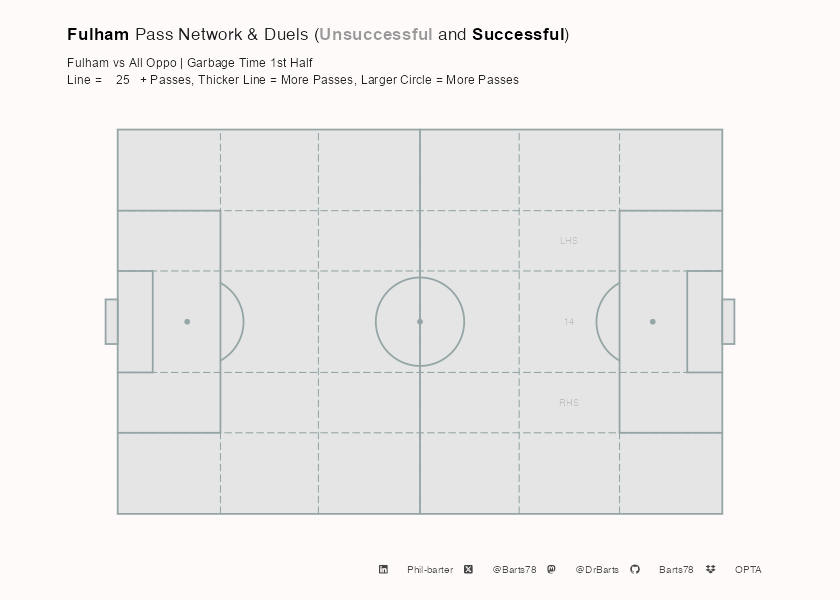 Fulham Pass Network & Duels (Unsuccessful and Successful)
Fulham vs All Oppo | Garbage Time 1st Half
Line = 25 + Passes, Thicker Line = More Passes, Larger Circle = More Passes
LHS
14
RHS
Phil-barter @Barts78 @DrBarts Barts78 OPTA